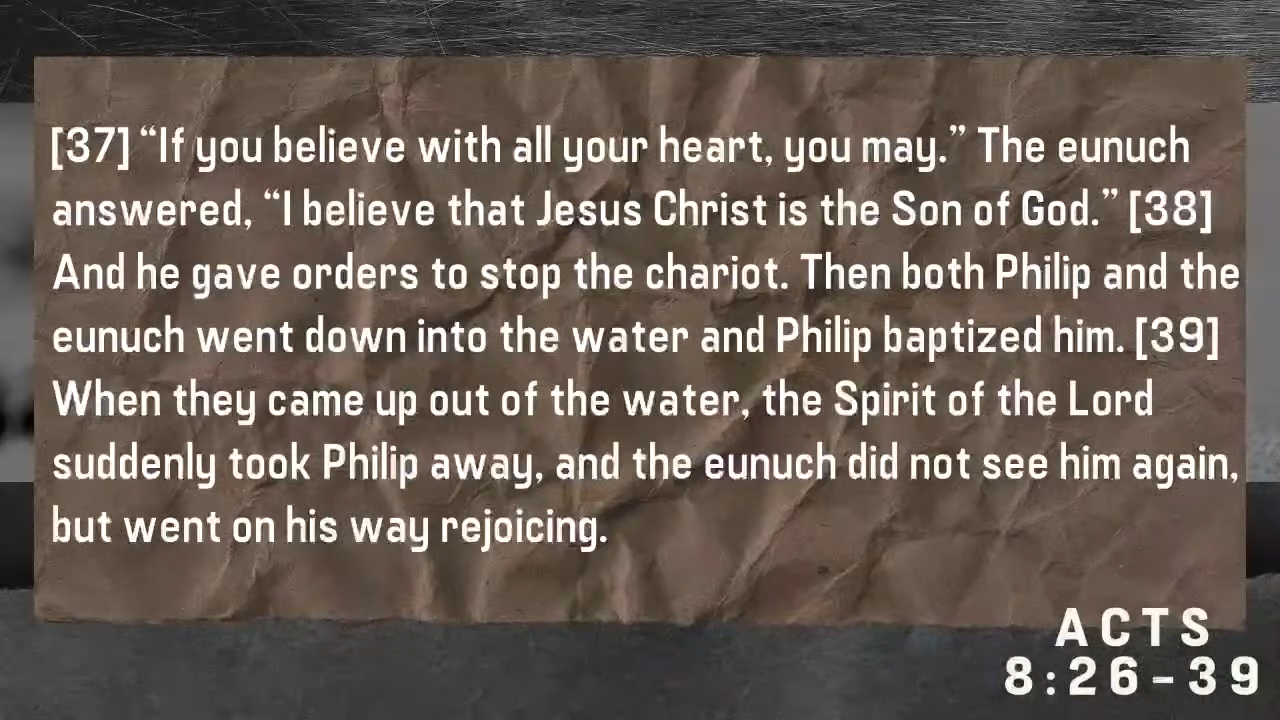 [37] “If you believe with all your heart, you may.” The eunuch
answered, “I believe that Jesus Christ is the Son of God.” [38]
And he gave orders to stop the chariot. Then both Philip and the
eunuch went down into the water and Philip baptized him. [39]
When they came up out of the water, the Spirit of the Lord
suddenly took Philip away, and the eunuch did not see him again,
but went on his way rejoicing.
ACTS
8:26-39